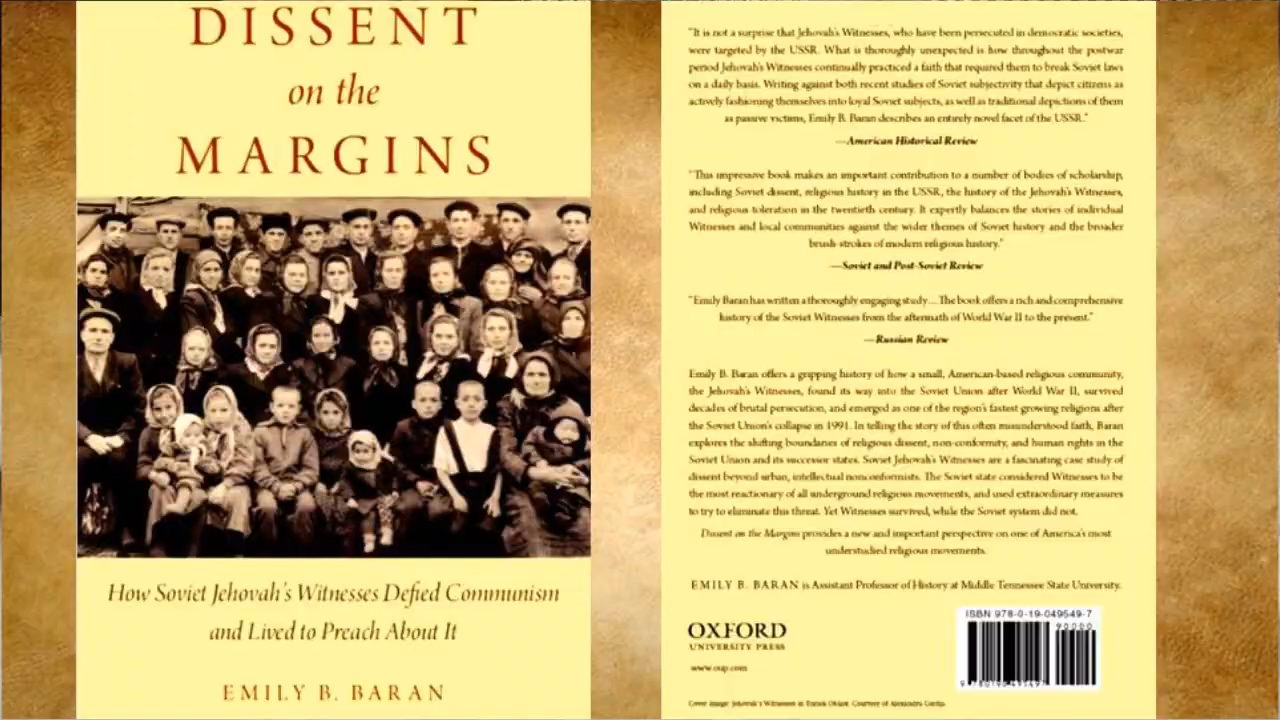 DISSENT
on the
MARGINS
How Soviet Jehovah's Witnesses Defied Communism
and Lived to Preach About It
EMILY B. BARAN
"It is not a surprise that Jehovah's Witnesses, who have been persecuted in democratic societies,
were targeted by the USSR. What is thoroughly unexpected is how throughout the postwar
period Jehovah's Witnesses continually practiced a faith that required them to break Soviet laws
on a daily basis. Writing against both recent studies of Soviet subjectivity that depict citizens as
actively fashioning themselves into loyal Soviet subjects, as well as traditional depictions of them
as passive victims, Emily B. Baran describes an entirely novel facet of the USSR."
—American Historical Review
"This impressive book makes an important contribution to a number of bodies of scholarship,
including Soviet dissent, religious history in the USSR, the history of the Jehovah's Witnesses,
and religious toleration in the twentieth century. It expertly balances the stories of individual
Witnesses and local communities against the wider themes of Soviet history and the broader
brush-strokes of modern religious history."
—Soviet and Post-Soviet Review
"Emily Baran has written a thoroughly engaging study.... The book offers a rich and comprehensive
history of the Soviet Witnesses from the aftermath of World War II to the present."
—Russian Review
Emily B. Baran offers a gripping history of how a small, American-based religious community,
the Jehovah's Witnesses, found its way into the Soviet Union after World War II, survived
decades of brutal persecution, and emerged as one of the region's fastest growing religions after
the Soviet Union's collapse in 1991. In telling the story of this often misunderstood faith, Baran
explores the shifting boundaries of religious dissent, non-conformity, and human rights in the
Soviet Union and its successor states. Soviet Jehovah's Witnesses are a fascinating case study of
dissent beyond urban, intellectual nonconformists. The Soviet state considered Witnesses to be
the most reactionary of all underground religious movements, and used extraordinary measures
to try to eliminate this threat. Yet Witnesses survived, while the Soviet system did not.
Dissent on the Margins provides a new and important perspective on one of America's most
understudied religious movements.
EMILY B. BARAN is Assistant Professor of History at Middle Tennessee State University.
ISBN 978-0-19-049549-7
90000
OXFORD
UNIVERSITY PRESS
www.oup.com
9 780190 495497
Cover image: Jehovah's Witnesses in Oblast. Courtesy of